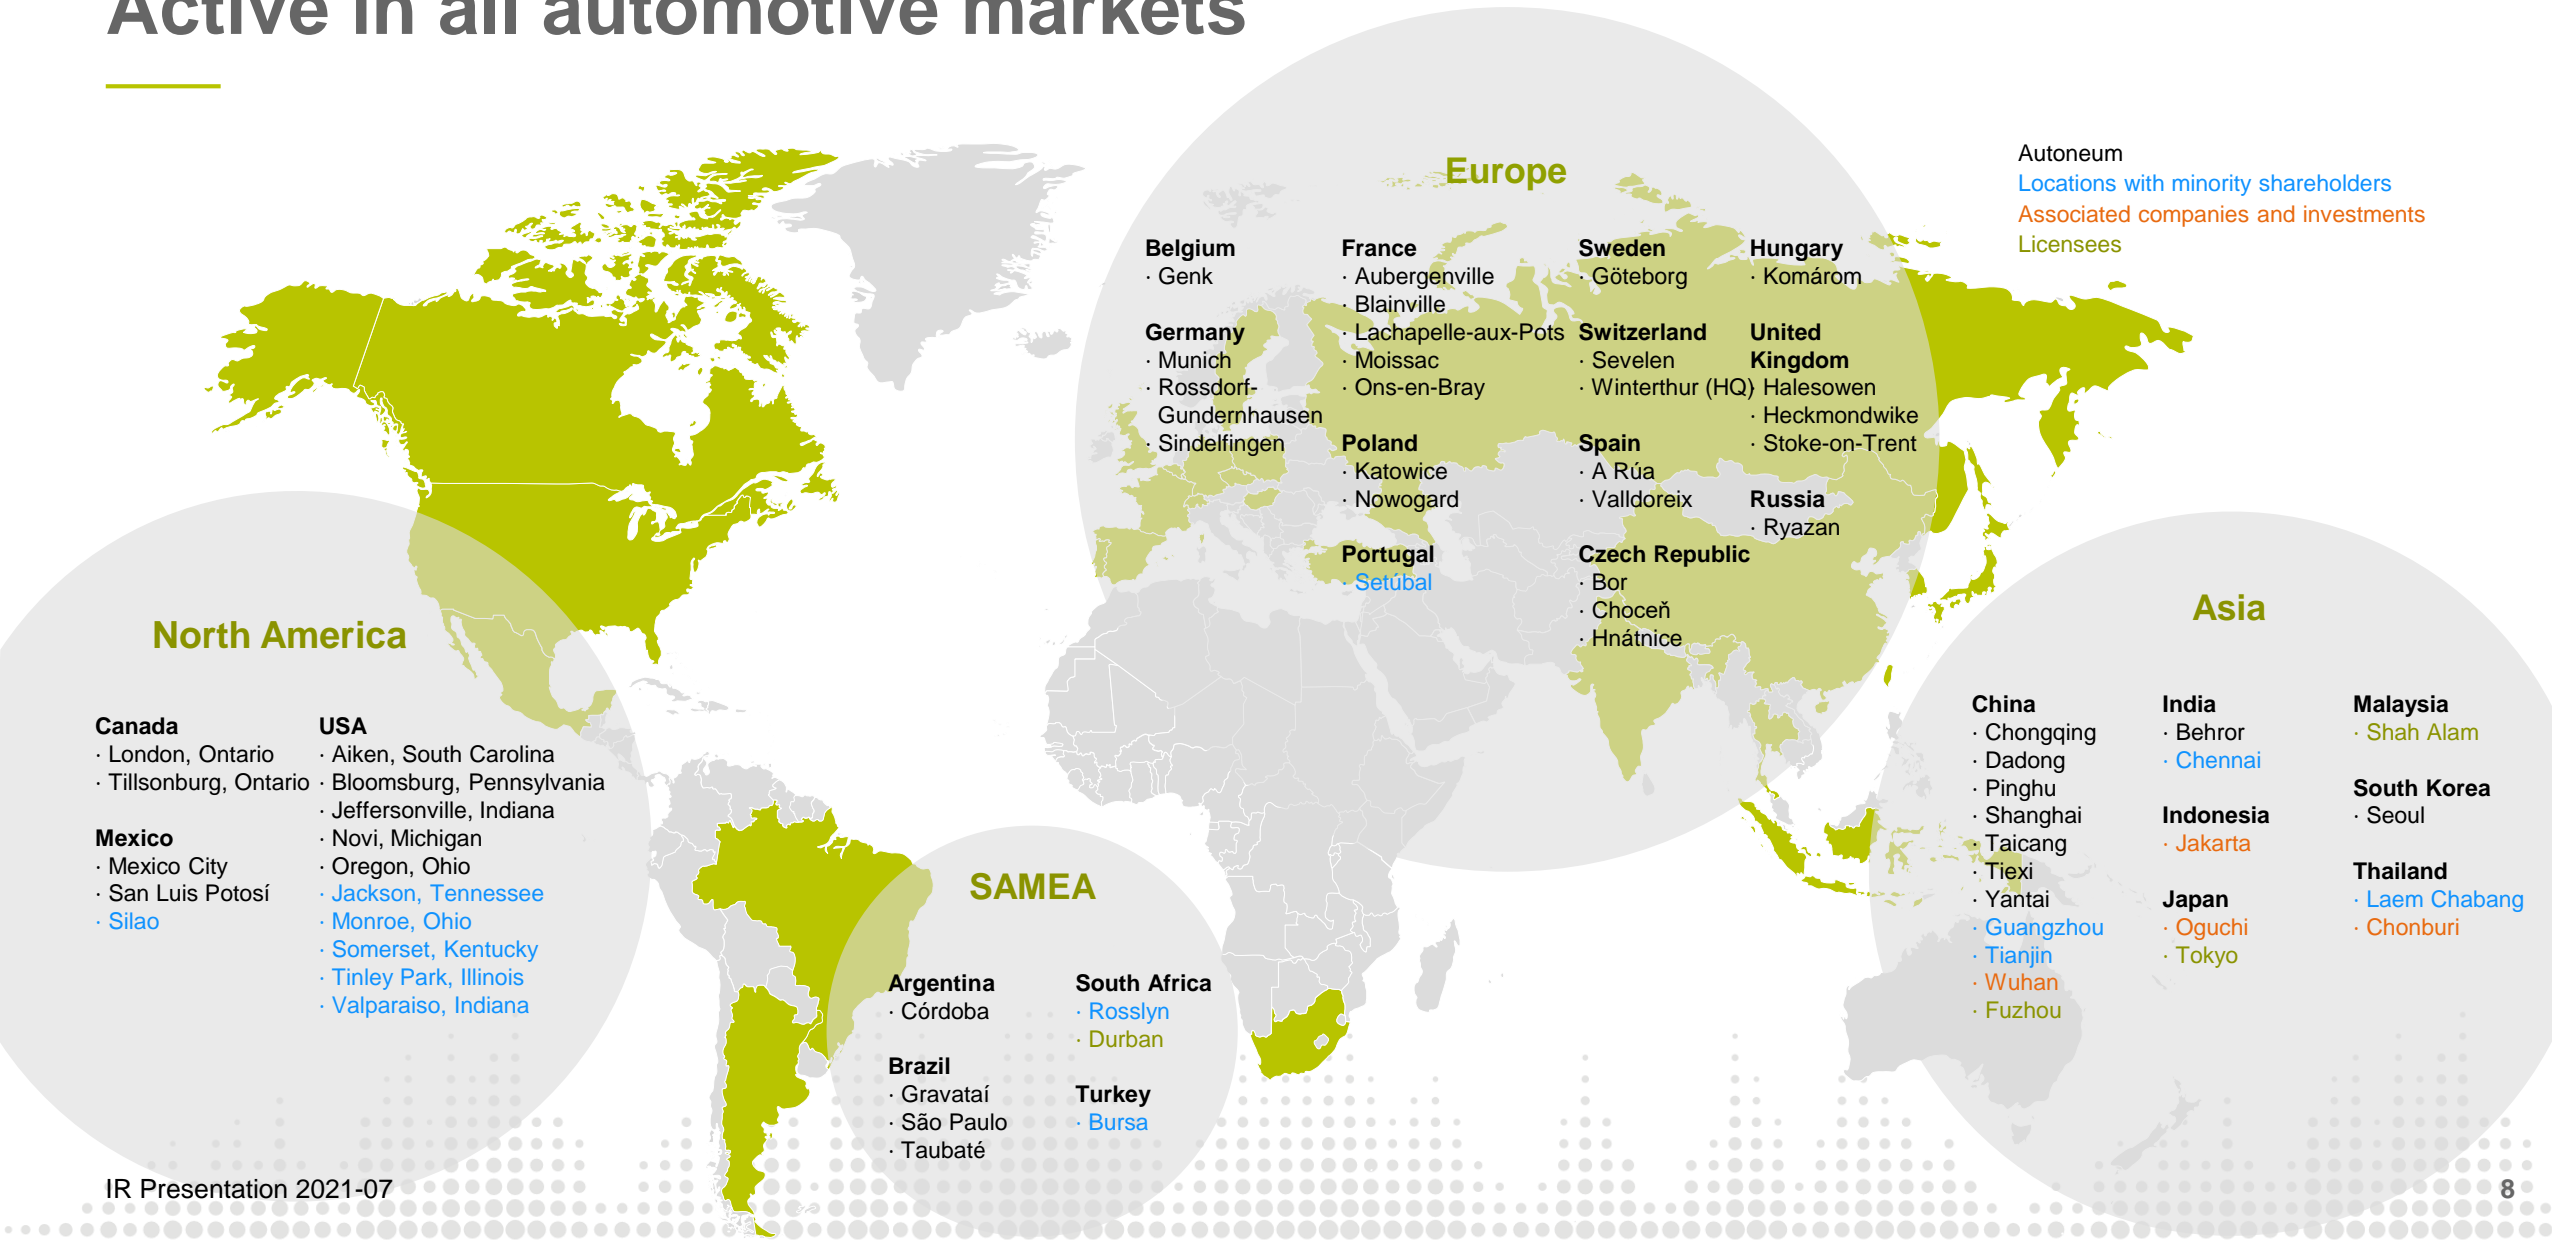 Active in all automotive markets
Autoneum
Locations with minority shareholders
Associated companies and investments
Licensees
Europe
Belgium
· Genk
Germany
· Munich
· Rossdorf-
Gundernhausen
· Sindelfingen
France
· Aubergenville
· Blainville
· Lachapelle-aux-Pots
· Moissac
· Ons-en-Bray
Poland
· Katowice
· Nowogard
Portugal
· Setúbal
Sweden
· Göteborg
Switzerland
· Sevelen
· Winterthur (HQ)
Spain
· A Rúa
· Valldoreix
Czech Republic
· Bor
· Choceň
· Hnátnice
Hungary
· Komárom
United
Kingdom
· Halesowen
· Heckmondwike
· Stoke-on-Trent
Russia
· Ryazan
North America
Canada
· London, Ontario
· Tillsonburg, Ontario
Mexico
· Mexico City
· San Luis Potosí
· Silao
USA
· Aiken, South Carolina
· Bloomsburg, Pennsylvania
· Jeffersonville, Indiana
· Novi, Michigan
· Oregon, Ohio
· Jackson, Tennessee
· Monroe, Ohio
· Somerset, Kentucky
· Tinley Park, Illinois
· Valparaiso, Indiana
SAMEA
Argentina
· Córdoba
Brazil
· Gravataí
· São Paulo
· Taubaté
South Africa
· Rosslyn
· Durban
Turkey
· Bursa
Asia
China
· Chongqing
· Dadong
· Pinghu
· Shanghai
· Taicang
· Tiexi
· Yantai
· Guangzhou
· Tianjin
· Wuhan
· Fuzhou
India
· Behror
· Chennai
Indonesia
· Jakarta
Japan
· Oguchi
· Tokyo
Malaysia
· Shah Alam
South Korea
· Seoul
Thailand
· Laem Chabang
· Chonburi
IR Presentation 2021-07
8